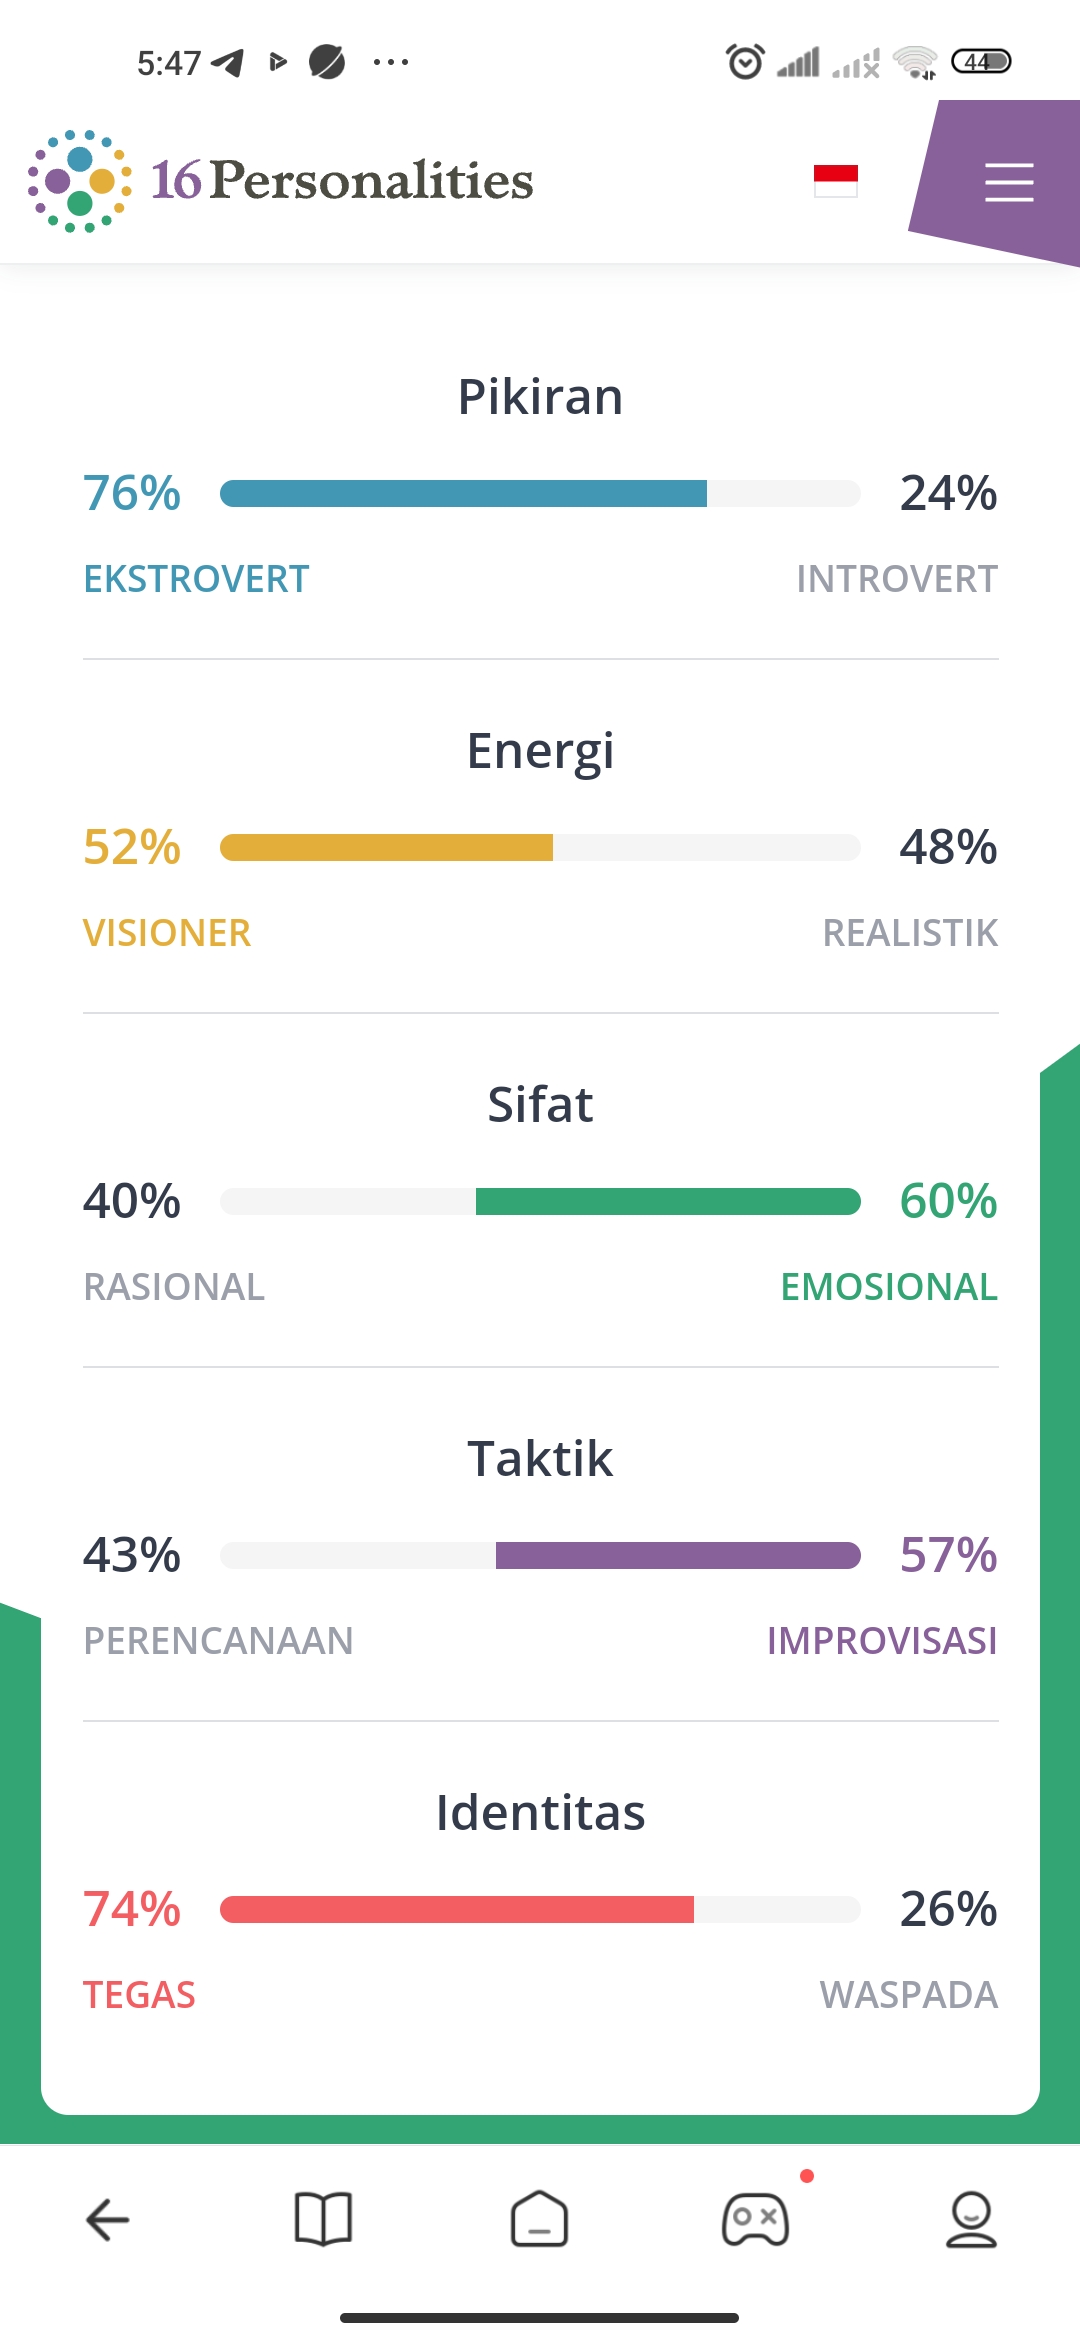 5:47
44
16Personalities
Pikiran
76% 24%
EKSTROVERT INTROVERT
Energi
52% 48%
VISIONER REALISTIK
Sifat
40% 60%
RASIONAL EMOSIONAL
Taktik
43% 57%
PERENCANAAN IMPROVISASI
Identitas
74% 26%
TEGAS WASPADA